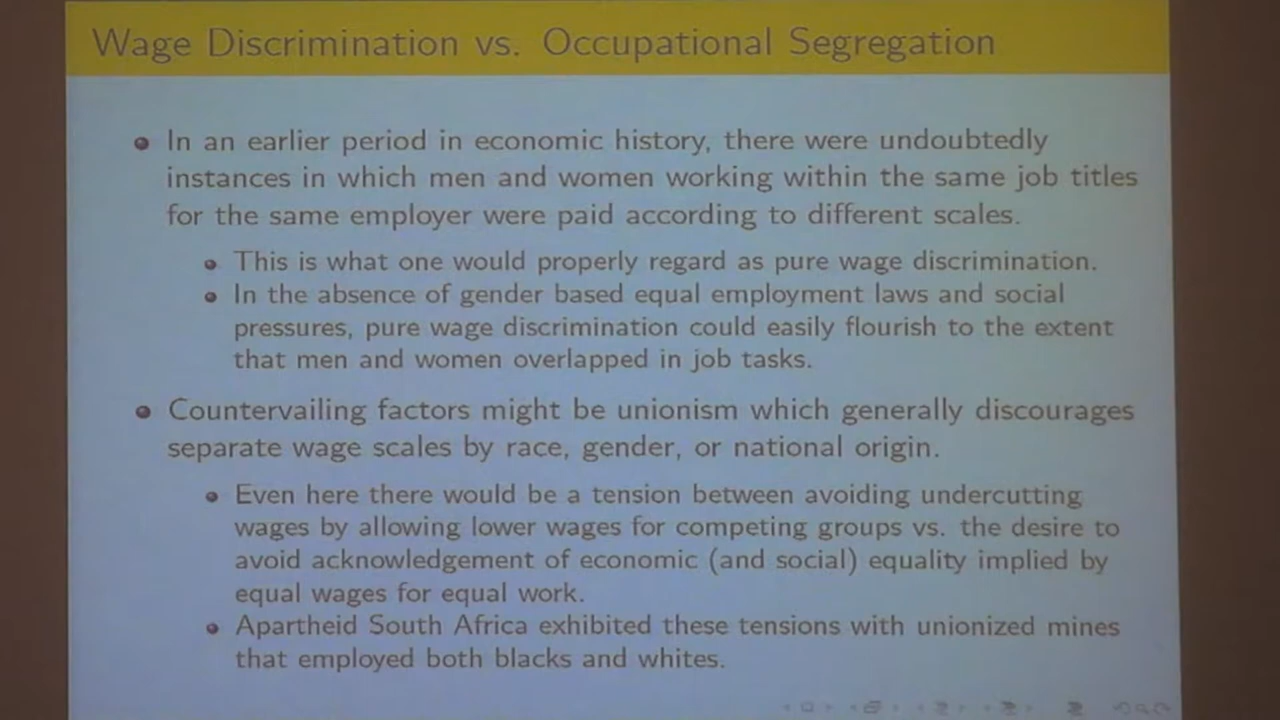 Wage Discrimination vs. Occupational Segregation
In an earlier period in economic history, there were undoubtedly
instances in which men and women working within the same job titles
for the same employer were paid according to different scales.
This is what one would properly regard as pure wage discrimination.
In the absence of gender based equal employment laws and social
pressures, pure wage discrimination could easily flourish to the extent
that men and women overlapped in job tasks.
Countervailing factors might be unionism which generally discourages
separate wage scales by race, gender, or national origin.
Even here there would be a tension between avoiding undercutting
wages by allowing lower wages for competing groups vs. the desire to
avoid acknowledgement of economic (and social) equality implied by
equal wages for equal work.
Apartheid South Africa exhibited these tensions with unionized mines
that employed both blacks and whites.